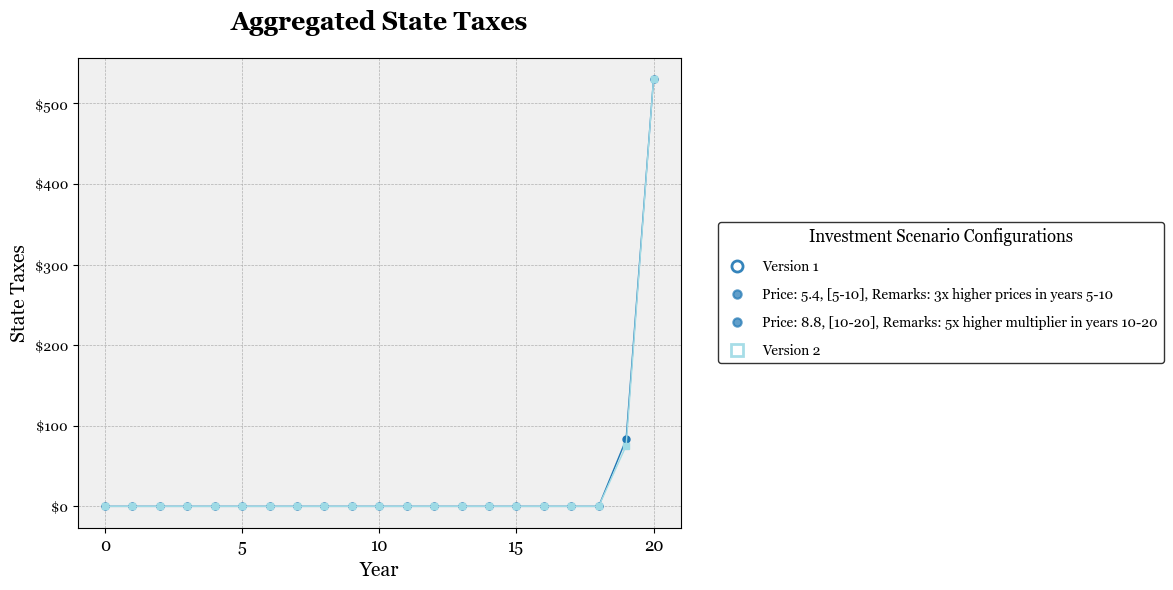 Aggregated State Taxes
$500
$400
$300
$200
$100
$0
State Taxes
0
5
10
15
20
Year
Investment Scenario Configurations
Version 1
Price: 5.4, [5-10], Remarks: 3x higher prices in years 5-10
Price: 8.8, [10-20], Remarks: 5x higher multiplier in years 10-20
Version 2